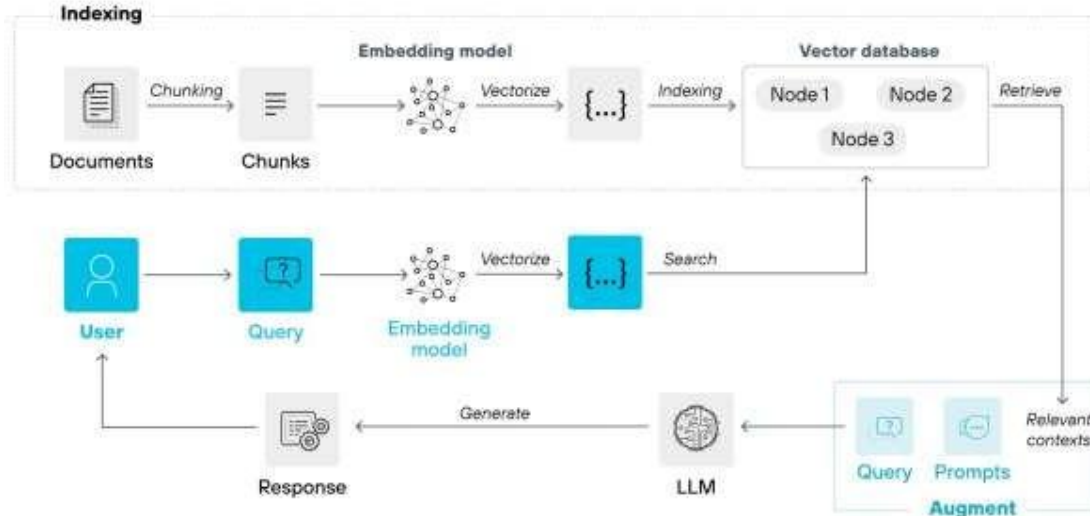 Indexing
Embedding model
Vector database
Chunking
Vectorize
{...}
Indexing
Node 1
Node 2
Node 3
Retrieve
Documents
Chunks
?
Vectorize
{...}
Search
User
Query
Embedding
model
Generate
?
Relevant
contexts
Response
LLM
Query
Prompts
Augment